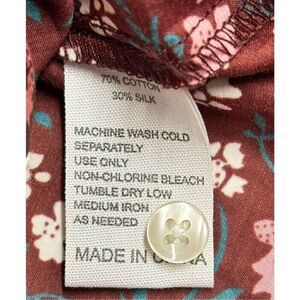 70% COTTON
30% SILK
MACHINE WASH COLD
SEPARATELY
USE ONLY
NON-CHLORINE BLEACH
TUMBLE DRY LOW
MEDIUM IRON
AS NEEDED
MADE IN